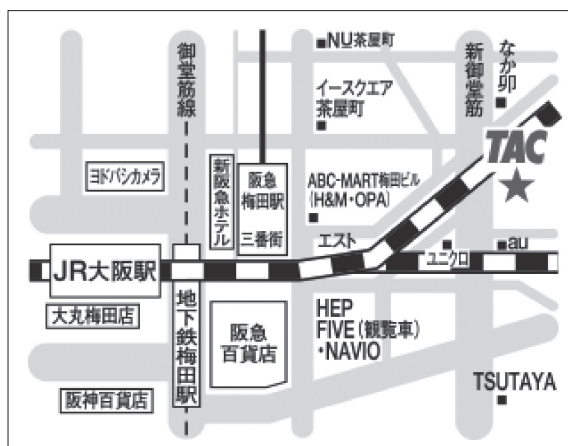 御堂筋線
NU茶屋町
イースクエア
茶屋町
新御堂筋
なか卯
TAC
ヨドバシカメラ
新阪急ホテル
阪急
梅田駅
三番街
ABC-MART梅田ビル
(H&M・OPA)
エスト
ユニクロ
au
JR大阪駅
大丸梅田店
地下鉄梅田駅
阪急
百貨店
HEP
FIVE(観覧車)
・NAVIO
阪神百貨店
TSUTAYA